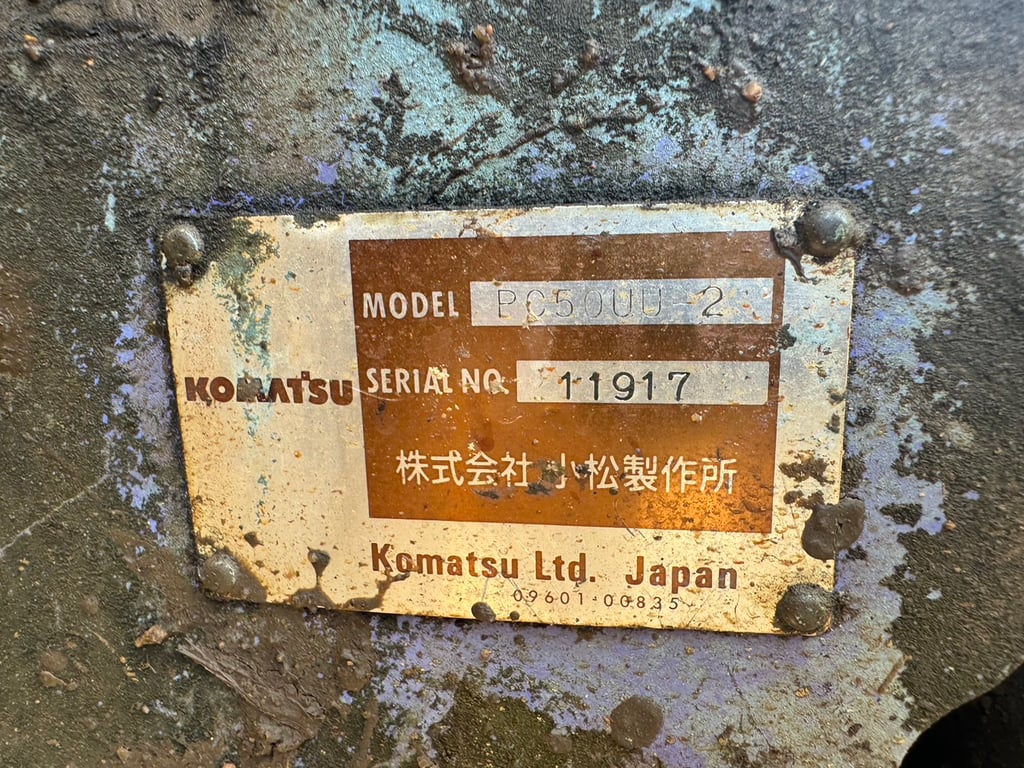 MODEL PC50UU-2
KOMATSU
SERIAL NO. 11917
株式会社 小松製作所
Komatsu Ltd. Japan
09601-00835